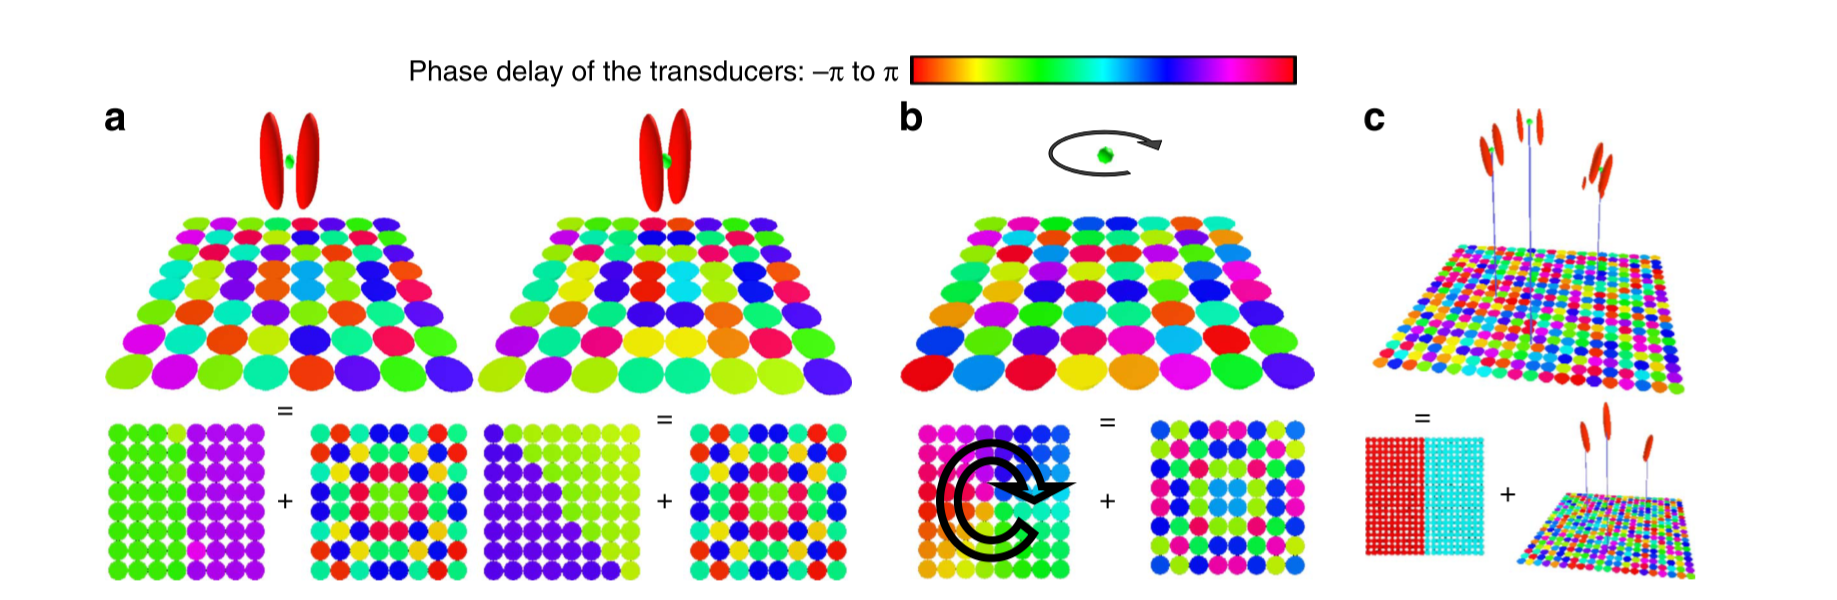 Phase delay of the transducers: –π to π
a
b
c
= = = =
+ + + +